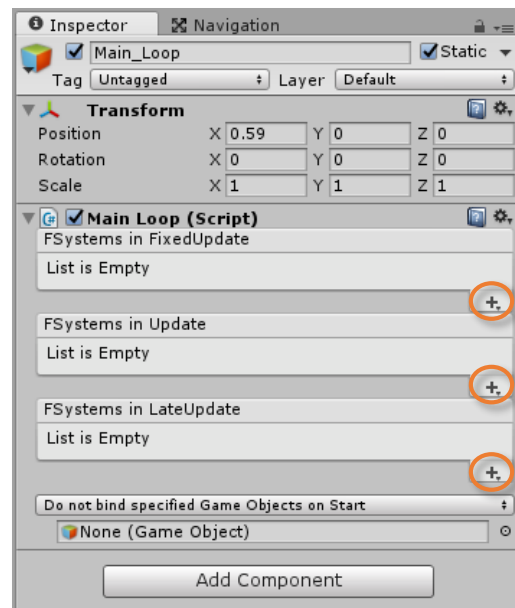 Inspector Navigation
Main_Loop Static
Tag Untagged Layer Default
Transform
Position X 0.59 Y 0 Z 0
Rotation X 0 Y 0 Z 0
Scale X 1 Y 1 Z 1
Main Loop (Script)
FSystems in FixedUpdate
List is Empty
FSystems in Update
List is Empty
FSystems in LateUpdate
List is Empty
Do not bind specified Game Objects on Start
None (Game Object)
Add Component